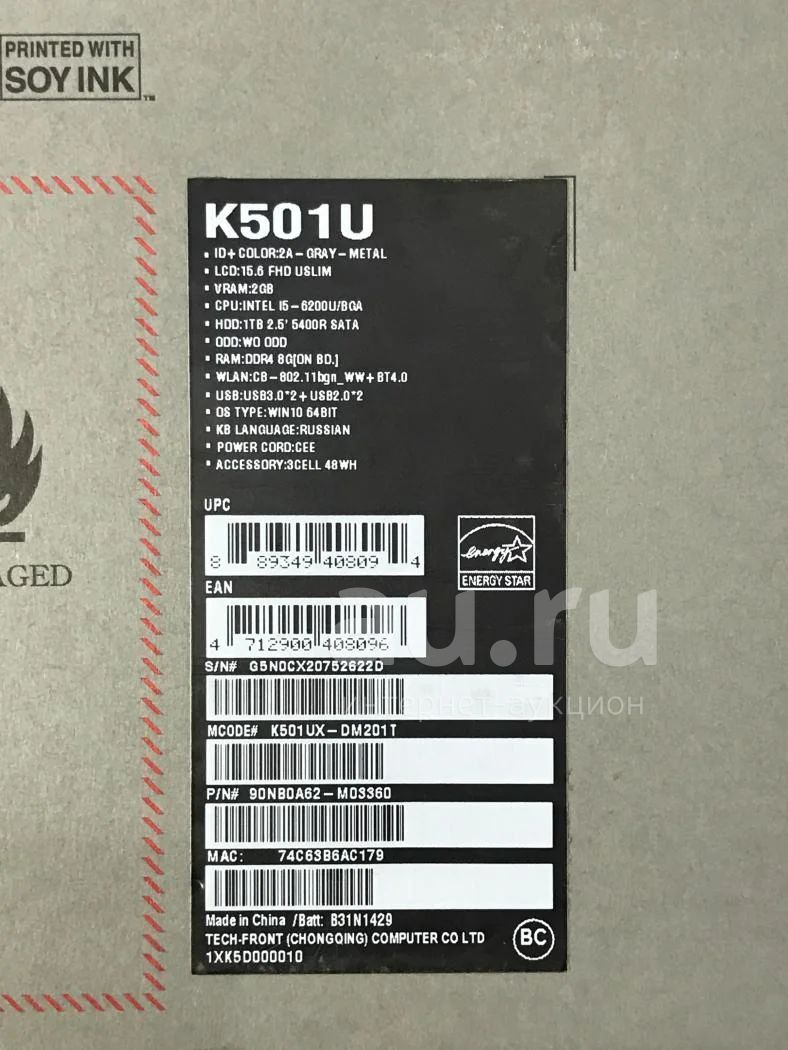 PRINTED WITH
SOY INK
™
K501U
▪ ID+ COLOR:2A-GRAY-METAL
▪ LCD:15.6 FHD USLIM
▪ VRAM:2GB
▪ CPU:INTEL I5-6200U/BGA
▪ HDD:1TB 2.5' 5400R SATA
▪ ODD:WO ODD
▪ RAM:DDR4 8G[ON BD.]
▪ WLAN:CB-802.11bgn_WW+BT4.0
▪ USB:USB3.0*2+USB2.0*2
▪ OS TYPE:WIN10 64BIT
▪ KB LANGUAGE:RUSSIAN
▪ POWER CORD:CEE
▪ ACCESSORY:3CELL 48WH
UPC
8 89349 40809 4
energy
ENERGY STAR
AGED
EAN
4 712900 408096
au.ru
интернет-аукцион
S/N# G5N0CX20752622D
MCODE# K501UX-DM201T
P/N# 90NB0A62-M03360
MAC: 74C63B6AC179
Made in China /Batt: B31N1429
TECH-FRONT (CHONGQING) COMPUTER CO LTD
1XK5D000010
BC